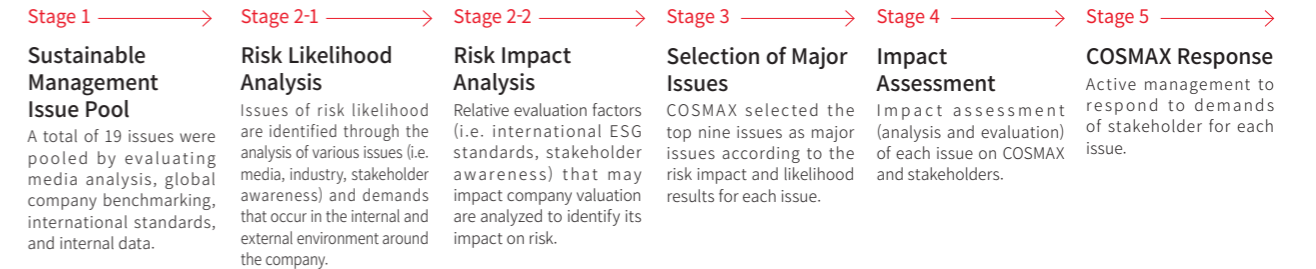 Stage 1
Sustainable
Management
Issue Pool
A total of 19 issues were
pooled by evaluating
media analysis, global
company benchmarking,
international standards,
and internal data.
Stage 2-1
Risk Likelihood
Analysis
Issues of risk likelihood
are identified through the
analysis of various issues (i.e.
media, industry, stakeholder
awareness) and demands
that occur in the internal and
external environment around
the company.
Stage 2-2
Risk Impact
Analysis
Relative evaluation factors
(i.e. international ESG
standards, stakeholder
awareness) that may
impact company valuation
are analyzed to identify its
impact on risk.
Stage 3
Selection of Major
Issues
COSMAX selected the
top nine issues as major
issues according to the
risk impact and likelihood
results for each issue.
Stage 4
Impact
Assessment
Impact assessment
(analysis and evaluation)
of each issue on COSMAX
and stakeholders.
Stage 5
COSMAX Response
Active management to
respond to demands
of stakeholder for each
issue.